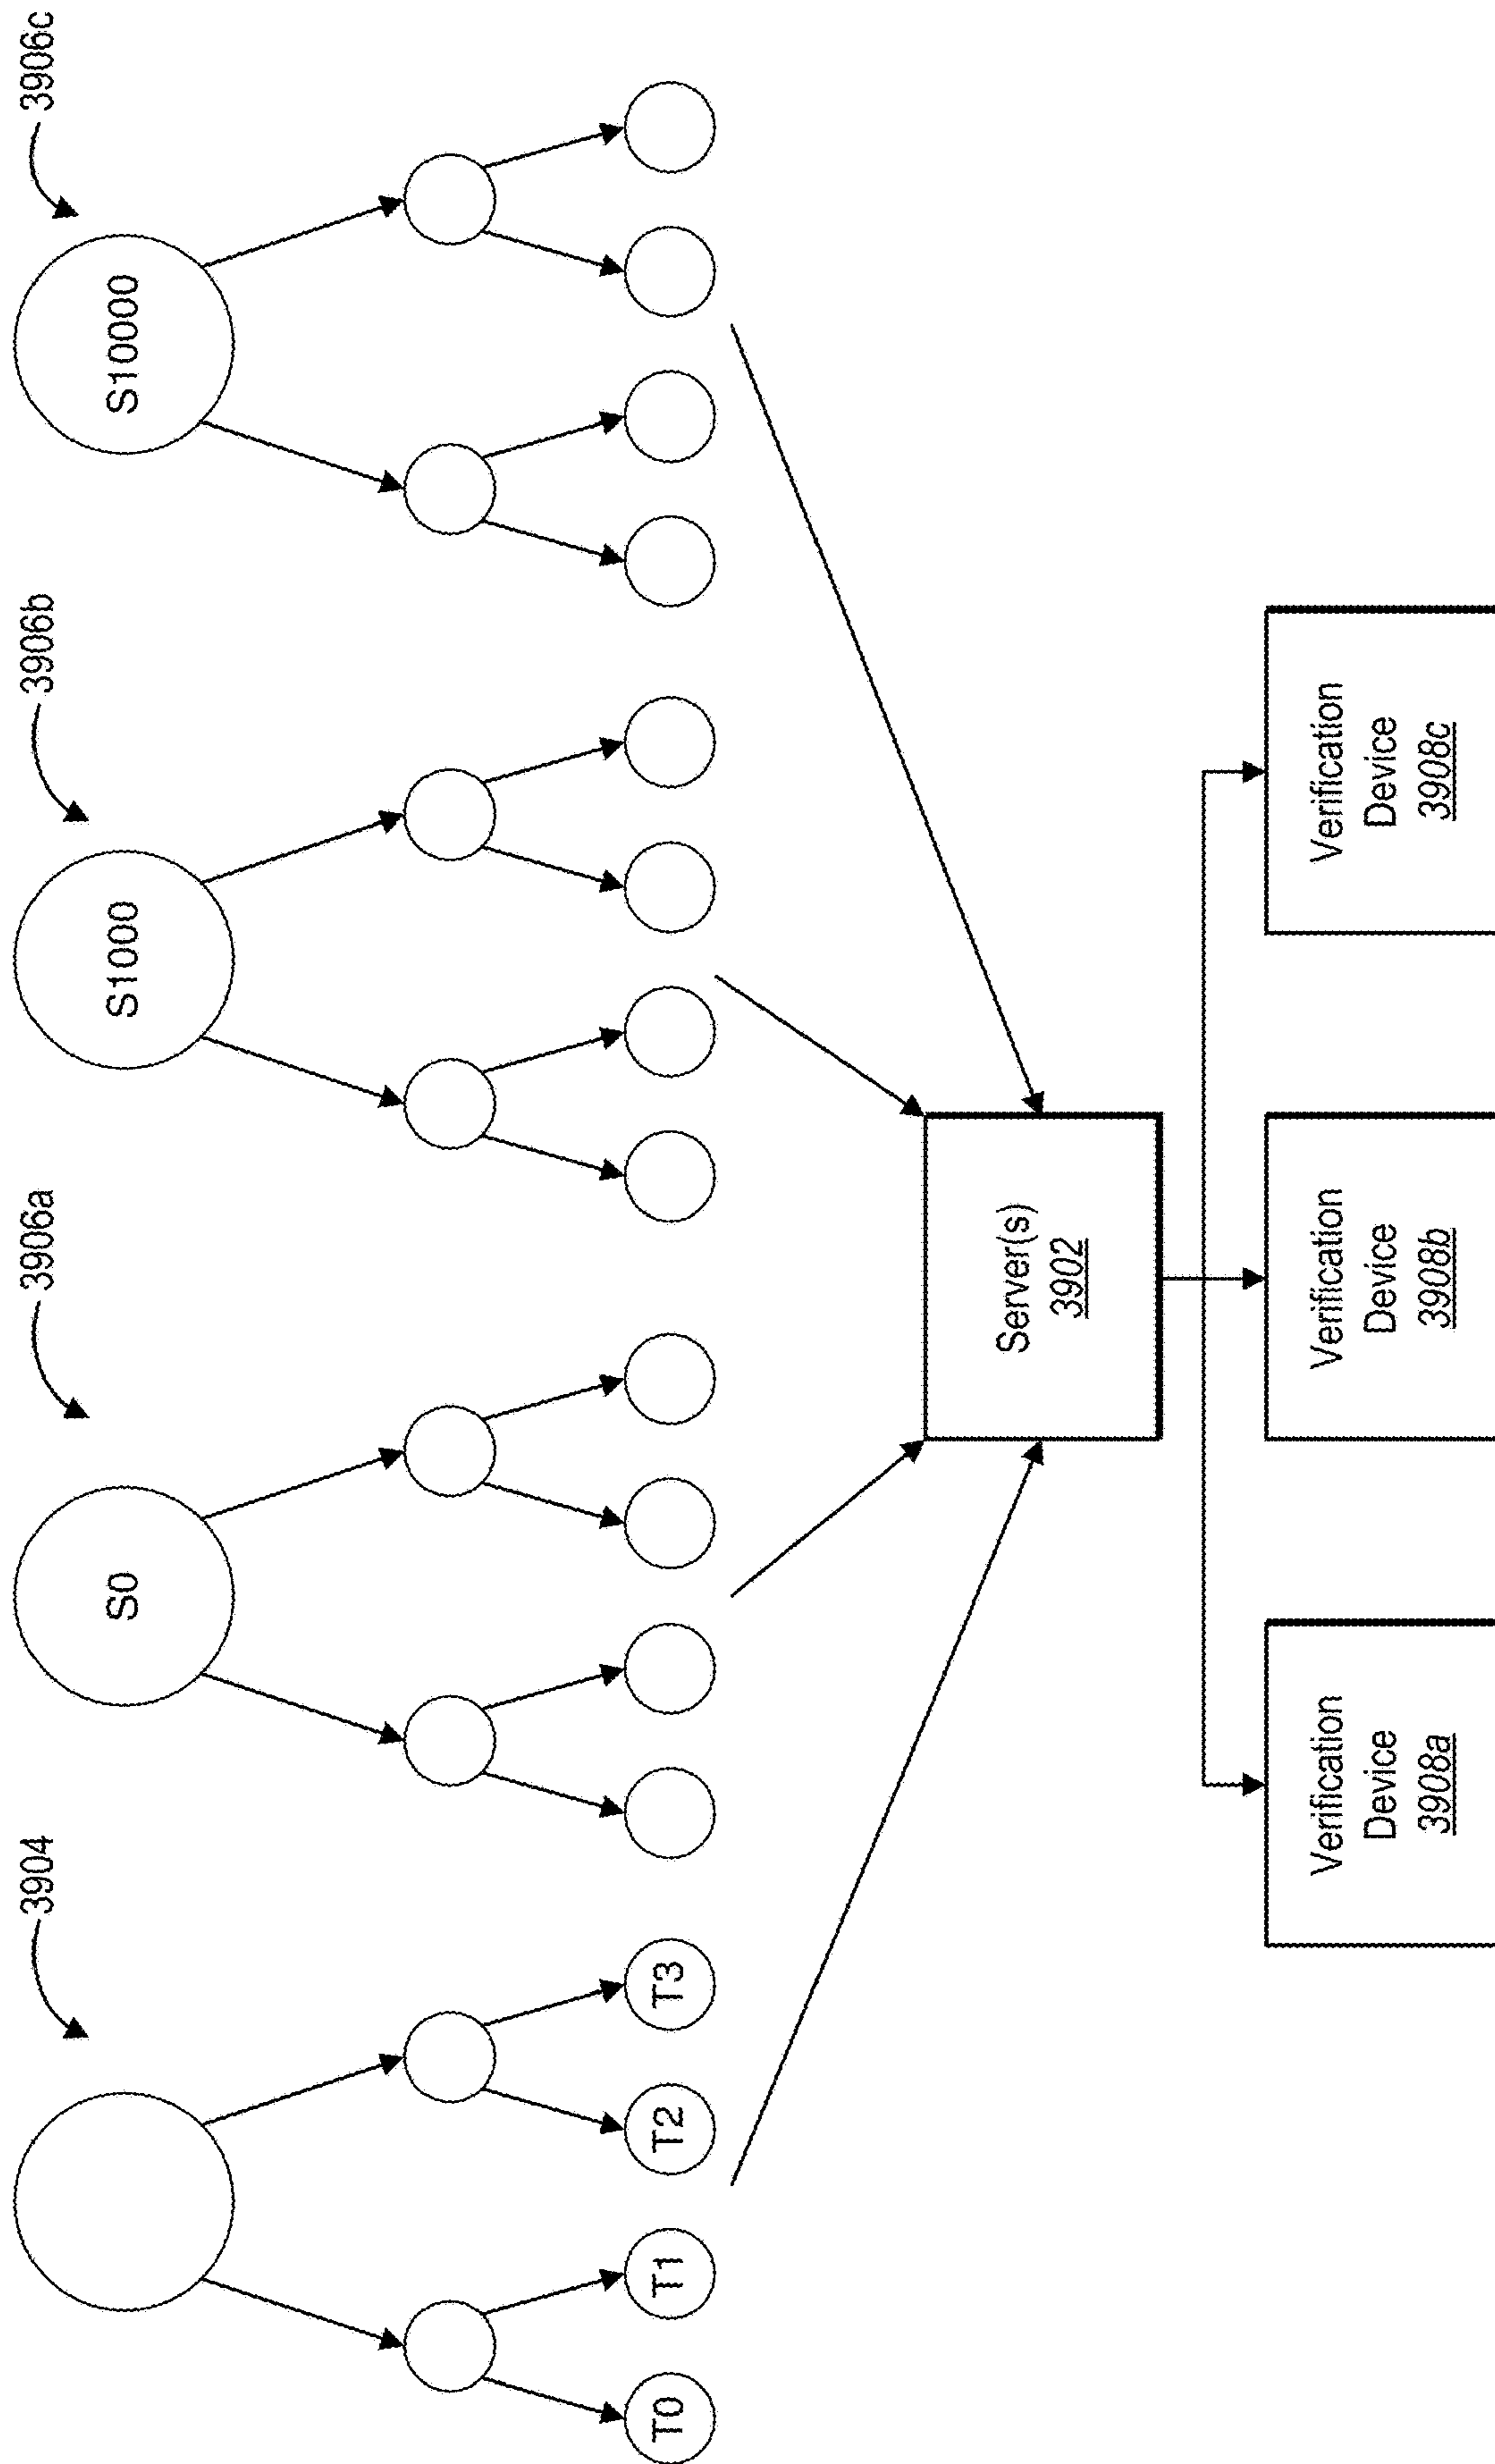 3904
3906a
3906b
3906c
S0
S1000
S10000
T0
T1
T2
T3
Server(s)
3902
Verification
Device
3908a
Verification
Device
3908b
Verification
Device
3908c